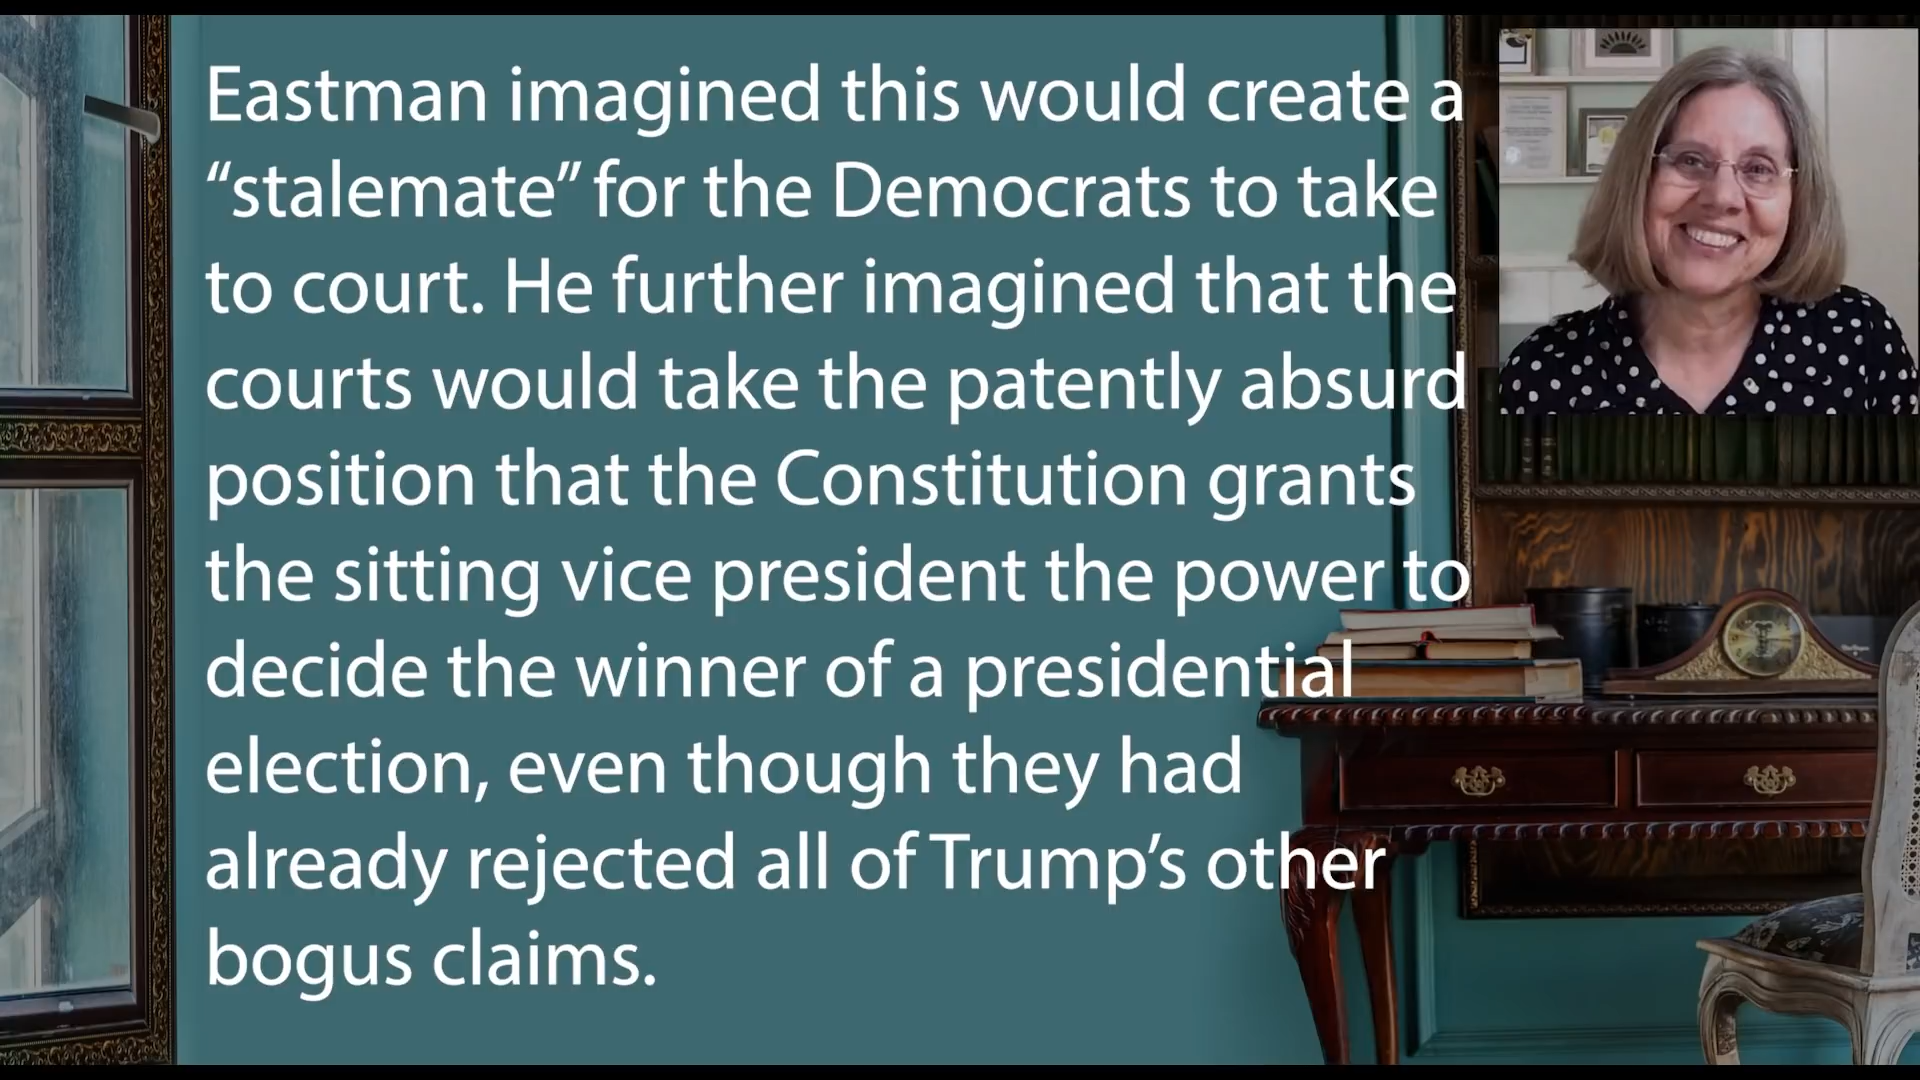 Eastman imagined this would create a
“stalemate” for the Democrats to take
to court. He further imagined that the
courts would take the patently absurd
position that the Constitution grants
the sitting vice president the power to
decide the winner of a presidential
election, even though they had
already rejected all of Trump’s other
bogus claims.